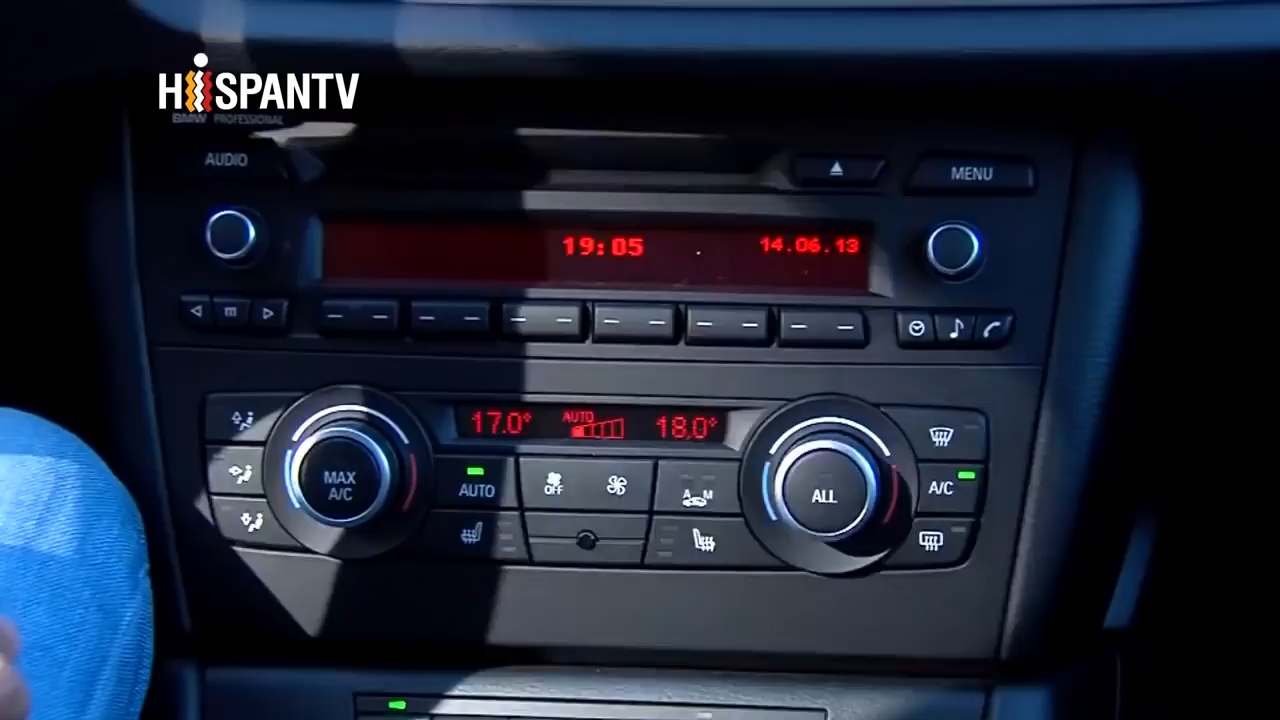 HISPANTV
BMW PROFESSIONAL
AUDIO
MENU
19:05 14.06.13
m
17.0° AUTO 18.0°
MAX
A/C
AUTO
OFF
A M
ALL
A/C